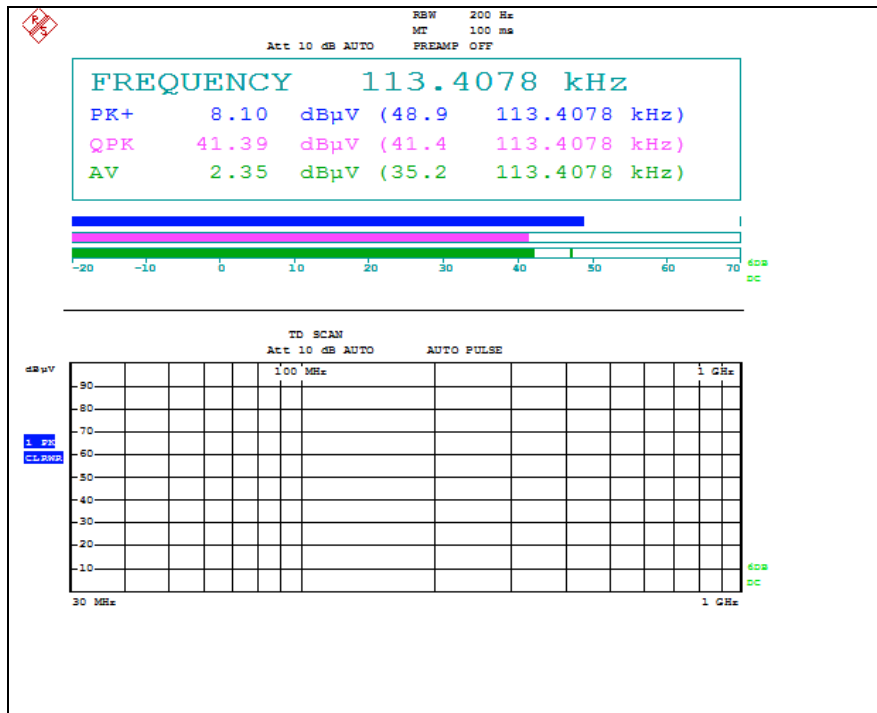 RBW 200 Hz
MT 100 ms
Att 10 dB AUTO PREAMP OFF
FREQUENCY 113.4078 kHz
PK+ 8.10 dBµV (48.9 113.4078 kHz)
QPK 41.39 dBµV (41.4 113.4078 kHz)
AV 2.35 dBµV (35.2 113.4078 kHz)
-20 -10 0 10 20 30 40 50 60 70
6DB
DC
TD SCAN
Att 10 dB AUTO AUTO PULSE
dBµV
100 MHz 1 GHz
90
80
70
1 PK
CLRWR
60
50
40
30
20
10
6DB
DC
30 MHz 1 GHz